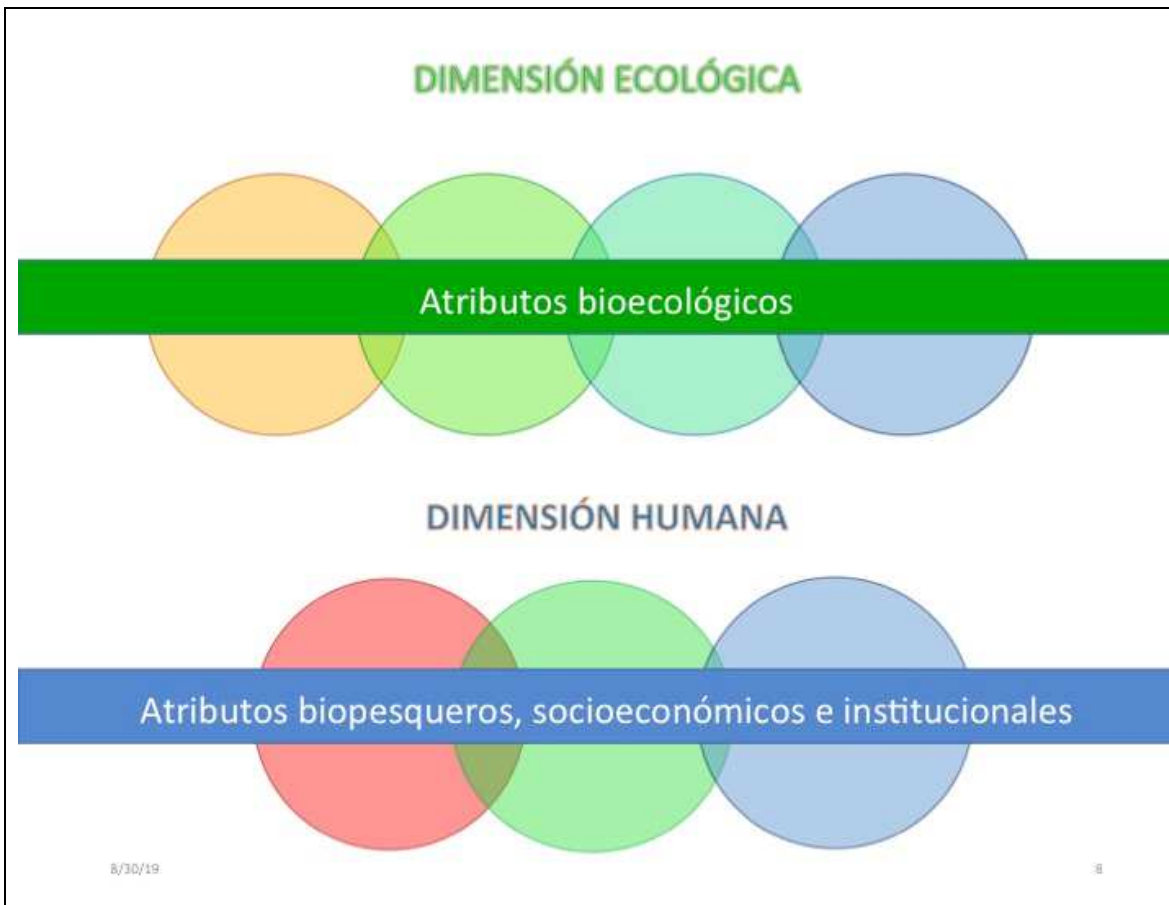 DIMENSIÓN ECOLÓGICA
Atributos bioecológicos
DIMENSIÓN HUMANA
Atributos biopesqueros, socioeconómicos e institucionales
8/30/19
8